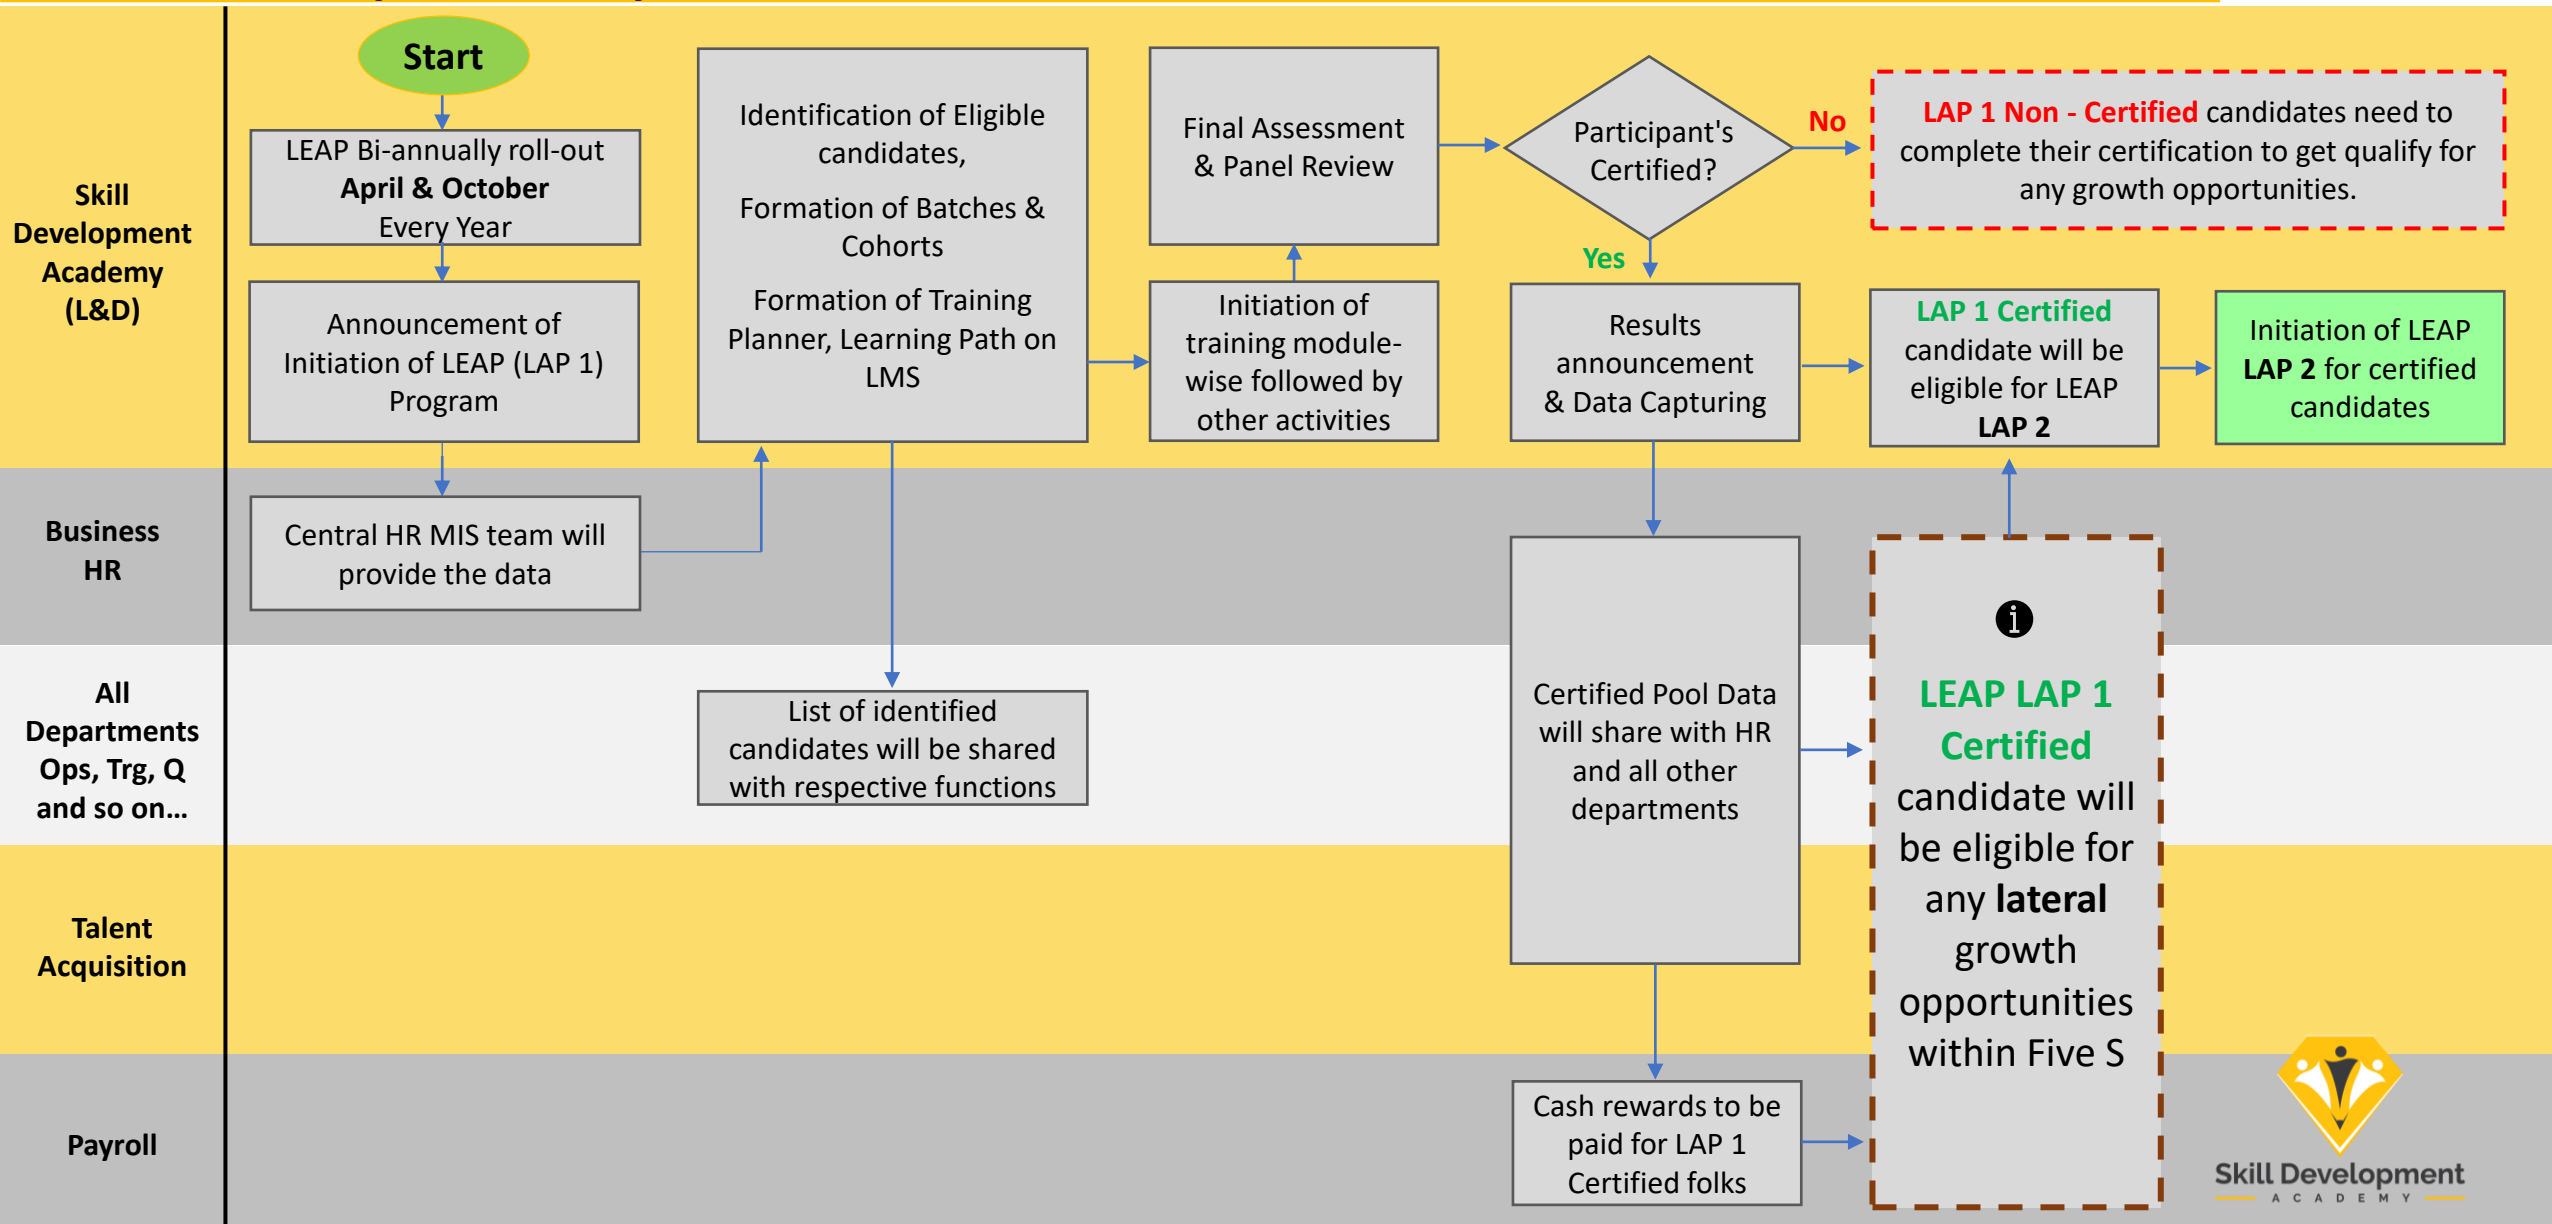 Skill
Development
Academy
(L&D)
Start
LEAP Bi-annually roll-out
April & October
Every Year
Announcement of
Initiation of LEAP (LAP 1)
Program
Identification of Eligible
candidates,
Formation of Batches &
Cohorts
Formation of Training
Planner, Learning Path on
LMS
Final Assessment
& Panel Review
Initiation of
training module-
wise followed by
other activities
Participant's
Certified?
No
Yes
LAP 1 Non - Certified candidates need to
complete their certification to get qualify for
any growth opportunities.
Results
announcement
& Data Capturing
LAP 1 Certified
candidate will be
eligible for LEAP
LAP 2
Initiation of LEAP
LAP 2 for certified
candidates
Business
HR
Central HR MIS team will
provide the data
All
Departments
Ops, Trg, Q
and so on...
List of identified
candidates will be shared
with respective functions
Certified Pool Data
will share with HR
and all other
departments
i
LEAP LAP 1
Certified
candidate will
be eligible for
any lateral
growth
opportunities
within Five S
Talent
Acquisition
Payroll
Cash rewards to be
paid for LAP 1
Certified folks
Skill Development
ACADEMY